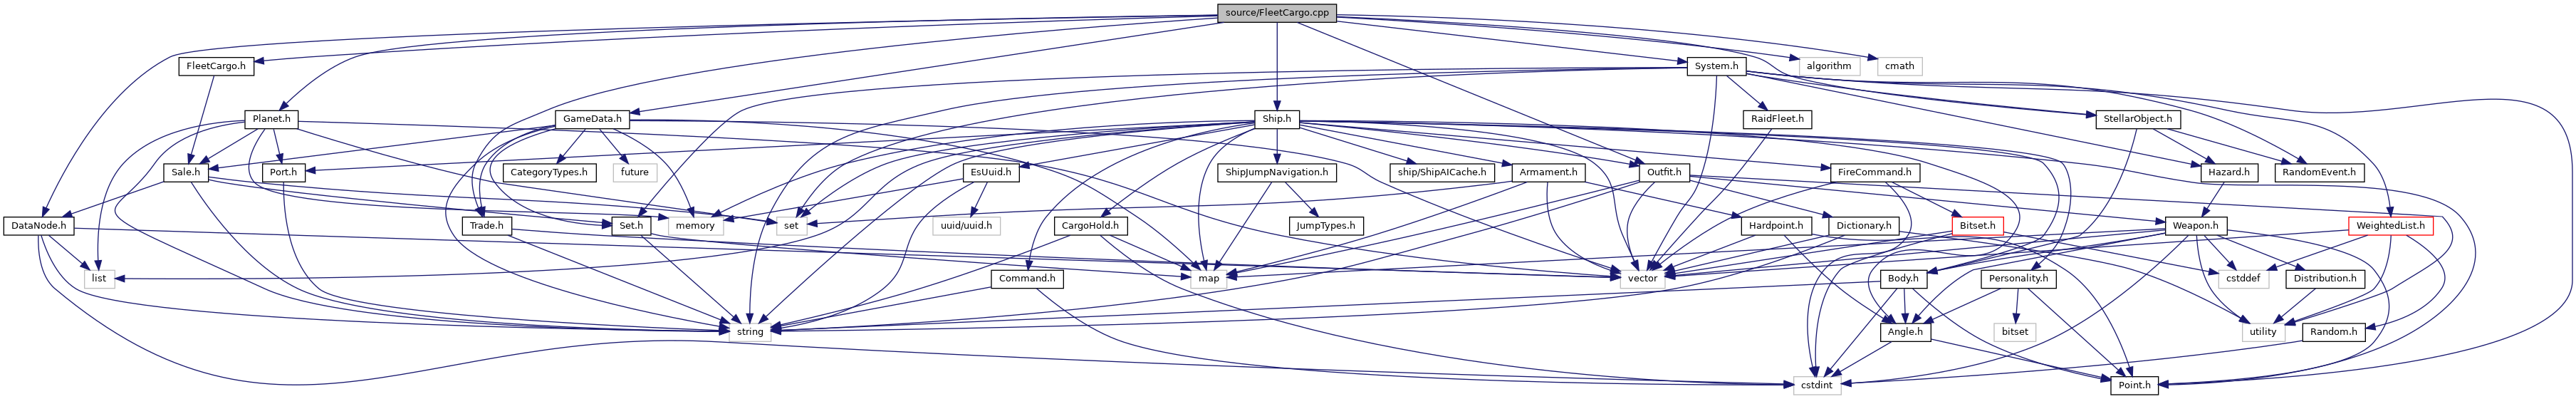 source/FleetCargo.cpp
FleetCargo.h
System.h
algorithm
cmath
Planet.h
GameData.h
Ship.h
RaidFleet.h
StellarObject.h
Sale.h
Port.h
CategoryTypes.h
future
EsUuid.h
ShipJumpNavigation.h
ship/ShipAICache.h
Armament.h
Outfit.h
FireCommand.h
Hazard.h
RandomEvent.h
DataNode.h
Trade.h
Set.h
memory
set
uuid/uuid.h
CargoHold.h
JumpTypes.h
Hardpoint.h
Dictionary.h
Bitset.h
Weapon.h
WeightedList.h
list
Command.h
map
vector
Body.h
Personality.h
cstddef
Distribution.h
string
Angle.h
bitset
utility
Random.h
cstdint
Point.h